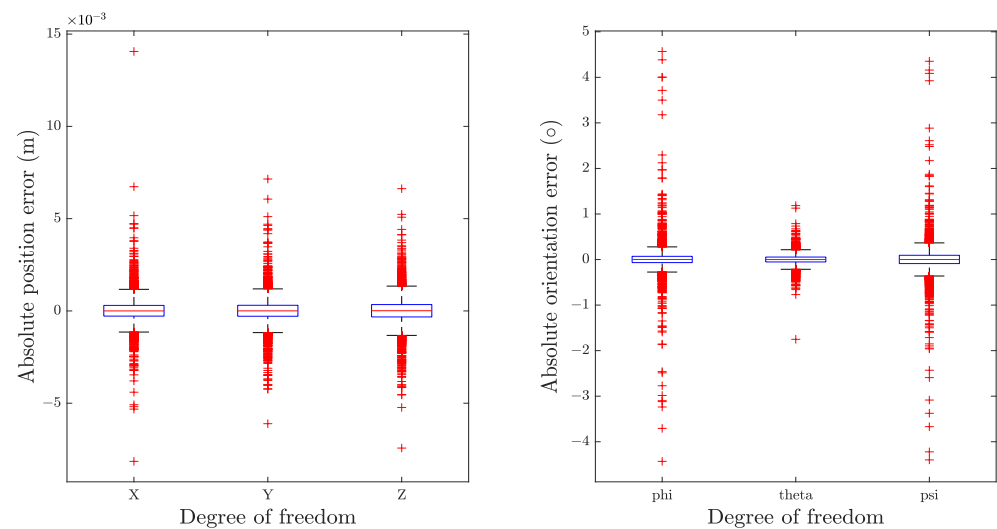 ×10⁻³
15
10
5
0
−5
Absolute position error (m)
X Y Z
Degree of freedom
5
4
3
2
1
0
−1
−2
−3
−4
Absolute orientation error (○)
phi theta psi
Degree of freedom